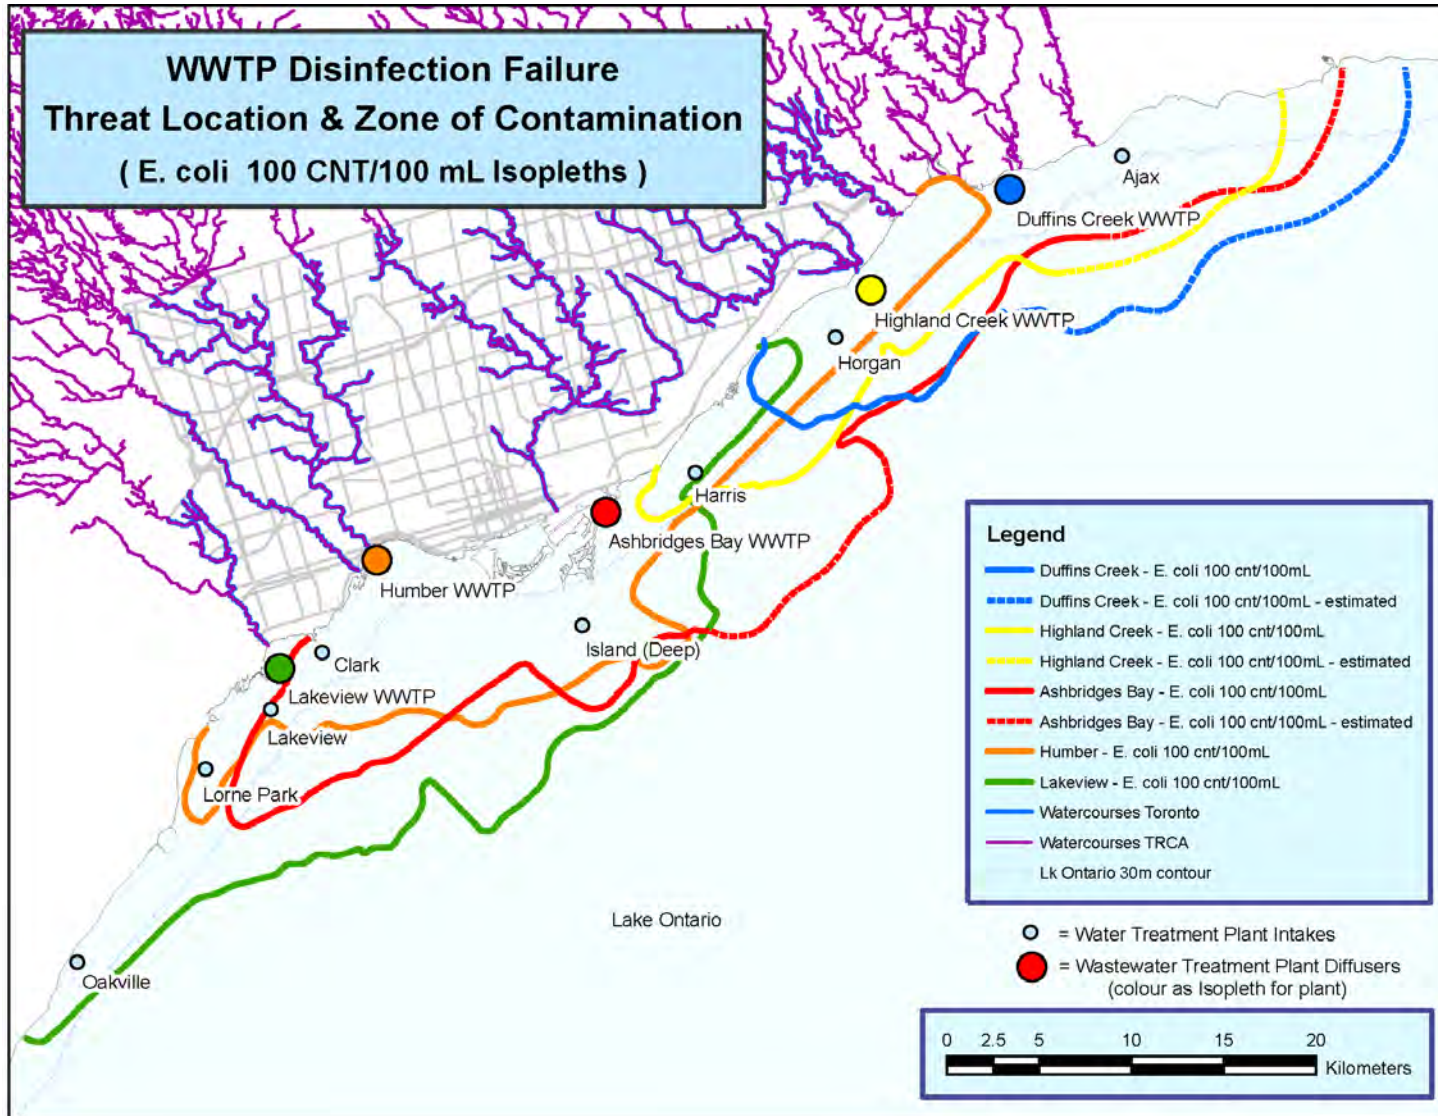 WWTP Disinfection Failure
Threat Location & Zone of Contamination
( E. coli 100 CNT/100 mL Isopleths )
Ajax
Duffins Creek WWTP
Highland Creek WWTP
Horgan
Harris
Ashbridges Bay WWTP
Humber WWTP
Island (Deep)
Clark
Lakeview WWTP
Lakeview
Lorne Park
Lake Ontario
Oakville
Legend
Duffins Creek - E. coli 100 cnt/100mL
Duffins Creek - E. coli 100 cnt/100mL - estimated
Highland Creek - E. coli 100 cnt/100mL
Highland Creek - E. coli 100 cnt/100mL - estimated
Ashbridges Bay - E. coli 100 cnt/100mL
Ashbridges Bay - E. coli 100 cnt/100mL - estimated
Humber - E. coli 100 cnt/100mL
Lakeview - E. coli 100 cnt/100mL
Watercourses Toronto
Watercourses TRCA
Lk Ontario 30m contour
= Water Treatment Plant Intakes
= Wastewater Treatment Plant Diffusers
(colour as Isopleth for plant)
0 2.5 5 10 15 20
Kilometers